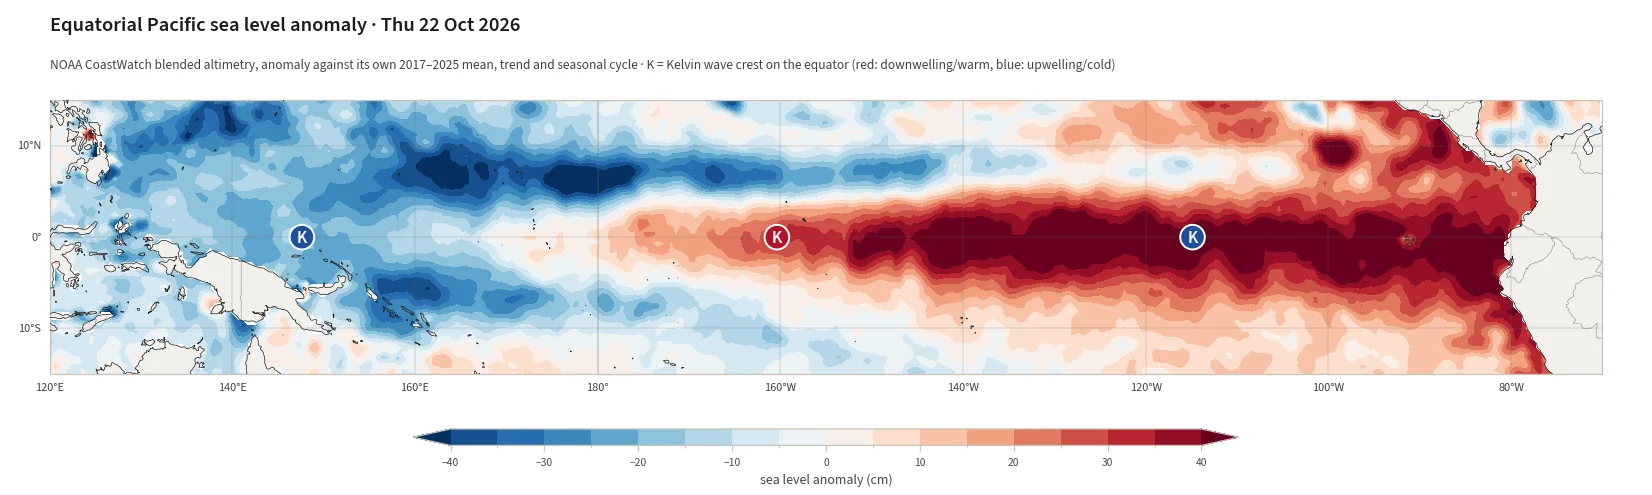 Equatorial Pacific sea level anomaly · Thu 22 Oct 2026
NOAA CoastWatch blended altimetry, anomaly against its own 2017–2025 mean, trend and seasonal cycle · K = Kelvin wave crest on the equator (red: downwelling/warm, blue: upwelling/cold)
10°N
0°
K K K
10°S
120°E 140°E 160°E 180° 160°W 140°W 120°W 100°W 80°W
−40 −30 −20 −10 0 10 20 30 40
sea level anomaly (cm)